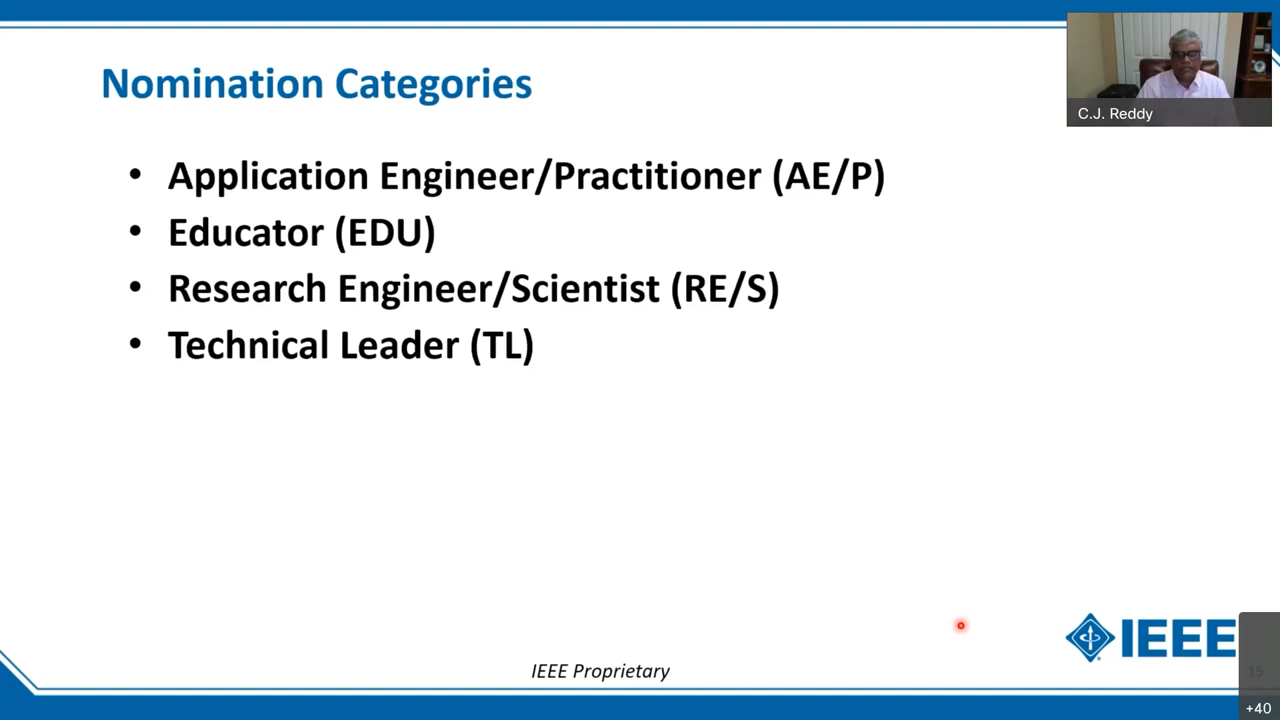 Nomination Categories
C.J. Reddy
• Application Engineer/Practitioner (AE/P)
• Educator (EDU)
• Research Engineer/Scientist (RE/S)
• Technical Leader (TL)
IEEE
IEEE Proprietary
15
+40